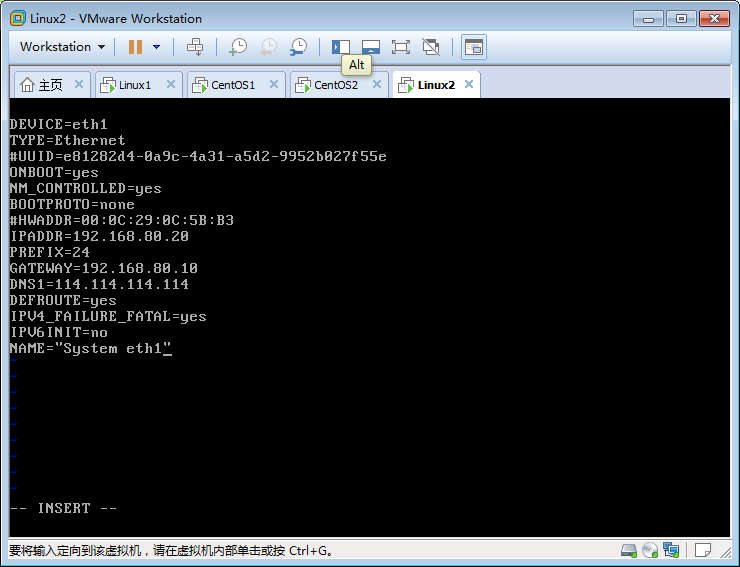 Linux2 - VMware Workstation
Workstation
Alt
主页 Linux1 CentOS1 CentOS2 Linux2
DEVICE=eth1
TYPE=Ethernet
#UUID=e81282d4-0a9c-4a31-a5d2-9952b027f55e
ONBOOT=yes
NM_CONTROLLED=yes
BOOTPROTO=none
#HWADDR=00:0C:29:0C:5B:B3
IPADDR=192.168.80.20
PREFIX=24
GATEWAY=192.168.80.10
DNS1=114.114.114.114
DEFROUTE=yes
IPV4_FAILURE_FATAL=yes
IPV6INIT=no
NAME="System eth1"
~
~
~
~
~
~
~
~
~
-- INSERT --
要将输入定向到该虚拟机，请在虚拟机内部单击或按 Ctrl+G。